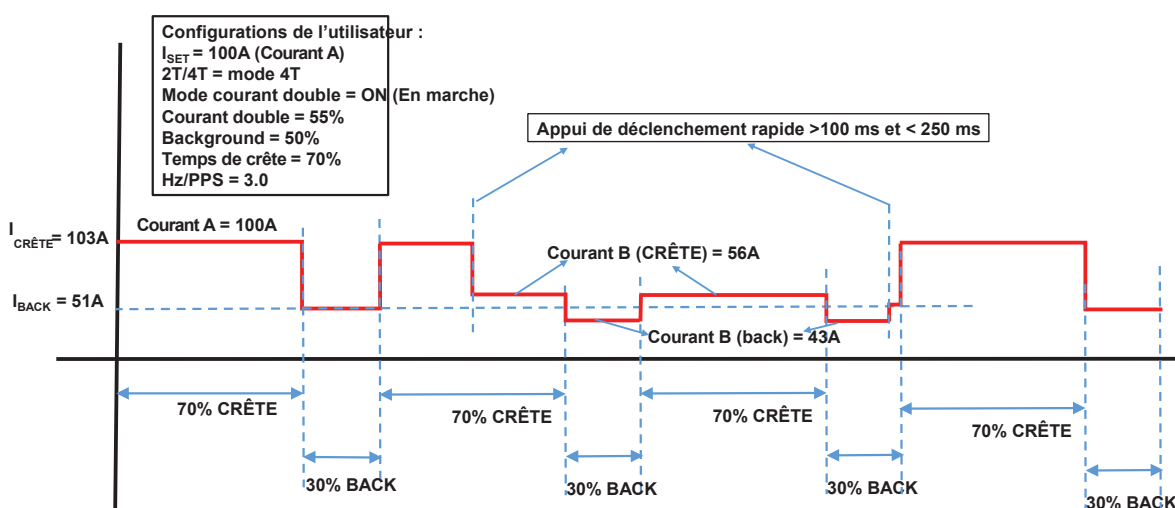 Configurations de l'utilisateur :
ISET = 100A (Courant A)
2T/4T = mode 4T
Mode courant double = ON (En marche)
Courant double = 55%
Background = 50%
Temps de crête = 70%
Hz/PPS = 3.0
Appui de déclenchement rapide >100 ms et < 250 ms
I CRÊTE = 103A
Courant A = 100A
Courant B (CRÊTE) = 56A
IBACK = 51A
Courant B (back) = 43A
70% CRÊTE
70% CRÊTE
70% CRÊTE
70% CRÊTE
30% BACK
30% BACK
30% BACK
30% BACK